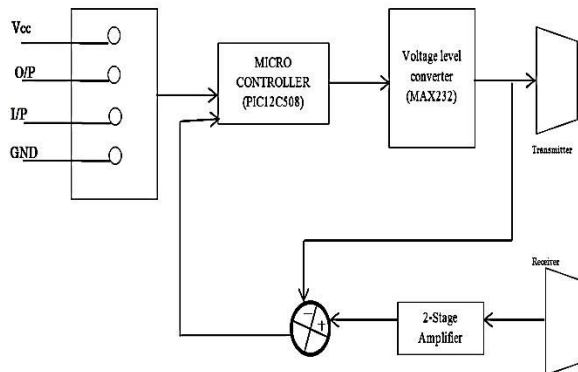 Vcc
O/P
I/P
GND
MICRO
CONTROLLER
(PIC12C508)
Voltage level
converter
(MAX232)
Transmitter
Receiver
2-Stage
Amplifier
−
+